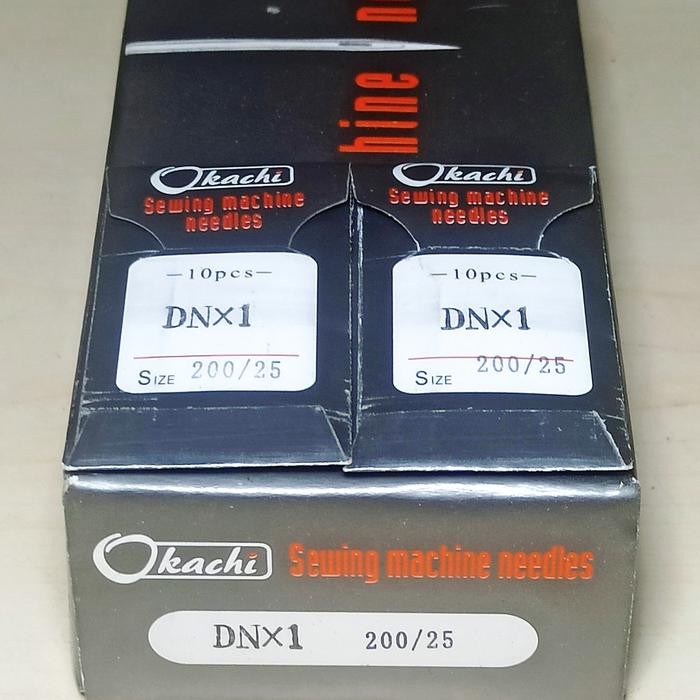 hine n
Okachi
Sewing machine
needles
—10pcs—
DN×1
SIZE 200/25
Okachi
Sewing machine
needles
—10pcs—
DN×1
SIZE 200/25
Okachi Sewing machine needles
DN×1 200/25